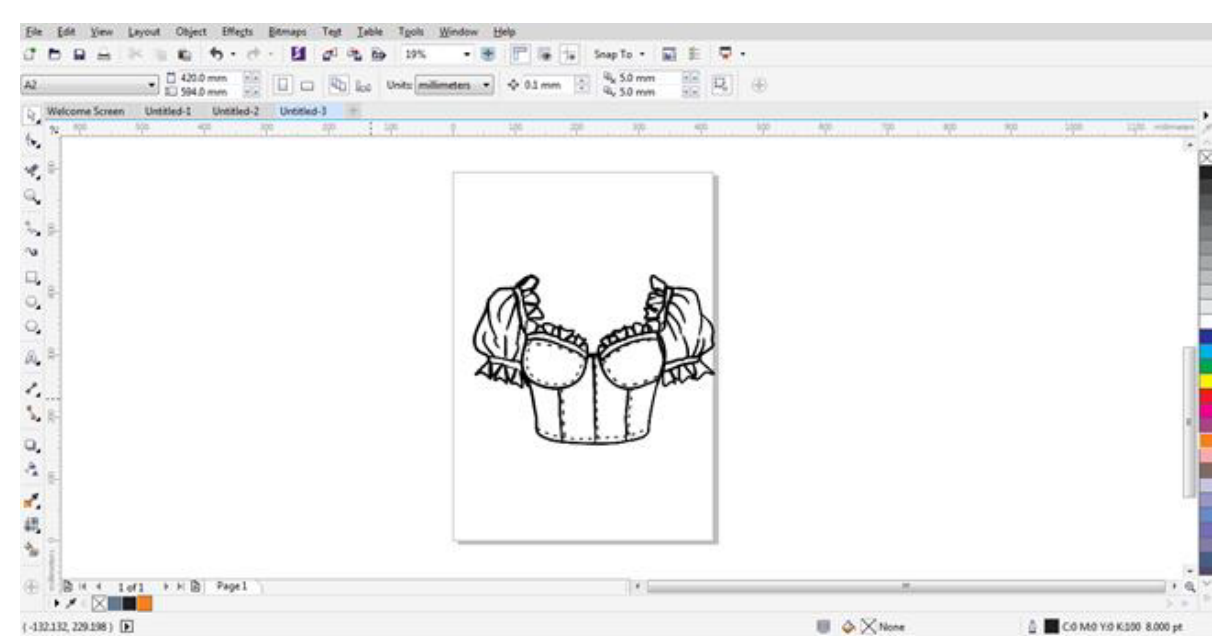 File Edit View Layout Object Effects Bitmaps Text Table Tools Window Help
19% Snap To
A2 420.0 mm 594.0 mm Units: millimeters 0.1 mm 5.0 mm 5.0 mm
Welcome Screen Untitled-1 Untitled-2 Untitled-3
1 of 1 Page 1
( -132.132, 229.198 ) None C:0 M:0 Y:0 K:100 8.000 pt